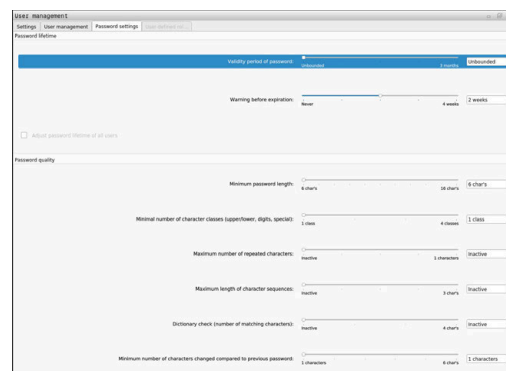 User management
Settings User management Password settings
Password lifetime
Validity period of password: Unbounded 3 months Unbounded
Warning before expiration: Never 4 weeks 2 weeks
Adjust password lifetime of all users
Password quality
Minimum password length: 6 char's 16 char's 6 char's
Minimal number of character classes (upper/lower, digits, special): 1 class 4 classes 1 class
Maximum number of repeated characters: Inactive 1 characters Inactive
Maximum length of character sequences: Inactive 3 char's Inactive
Dictionary check (number of matching characters): Inactive 4 char's Inactive
Minimum number of characters changed compared to previous password: 1 characters 6 char's 1 characters